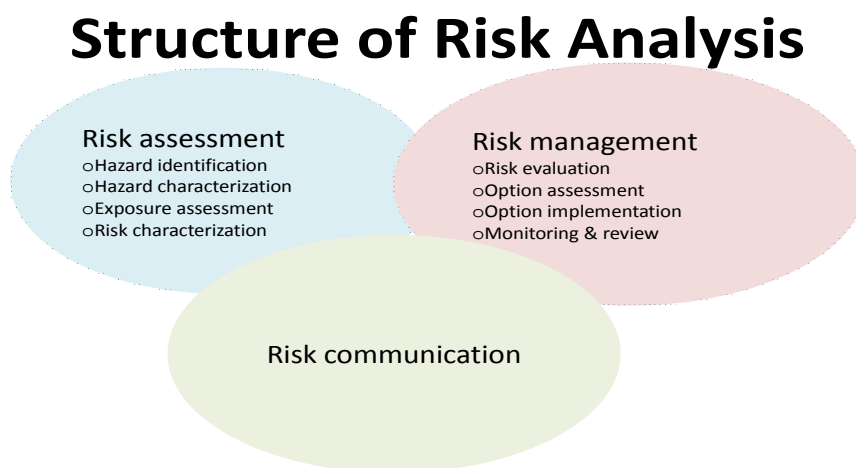 Structure of Risk Analysis
Risk assessment
oHazard identification
oHazard characterization
oExposure assessment
oRisk characterization
Risk management
oRisk evaluation
oOption assessment
oOption implementation
oMonitoring & review
Risk communication